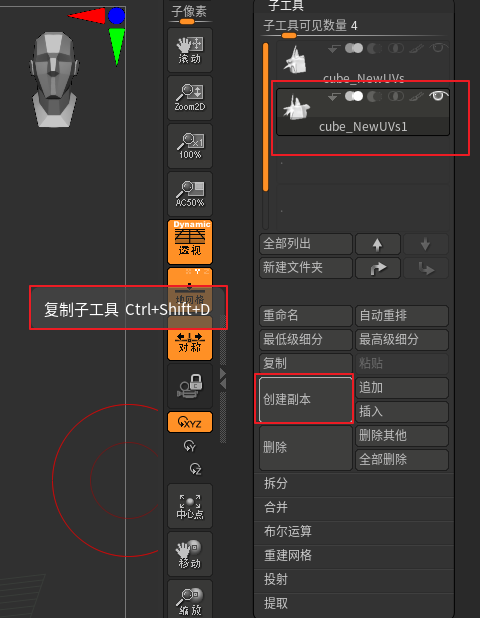 子像素
滚动
Zoom2D
100%
AC50%
Dynamic
透视
地网格
对称
XYZ
Y
Z
中心点
移动
缩放
复制子工具 Ctrl+Shift+D
子工具
子工具可见数量 4
cube_NewUVs
cube_NewUVs1
全部列出
新建文件夹
重命名 自动重排
最低级细分 最高级细分
复制 粘贴
创建副本 追加
插入
删除 删除其他
全部删除
拆分
合并
布尔运算
重建网格
投射
提取